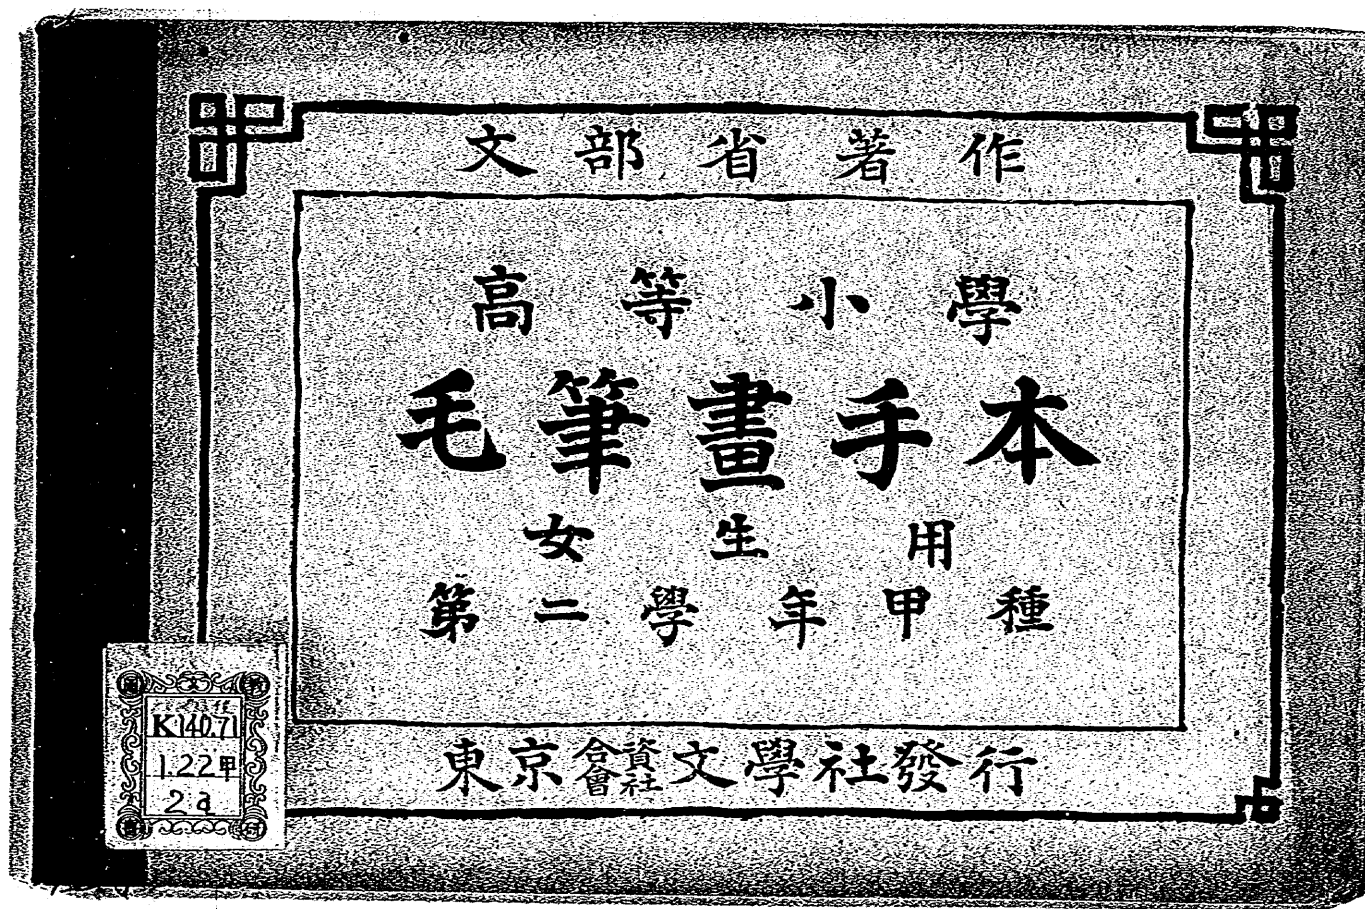 文部省著作
高等小學
毛筆畫手本
女生用
第二學年甲種
東京合資會社文學社發行
K140.71
1.22甲
2a